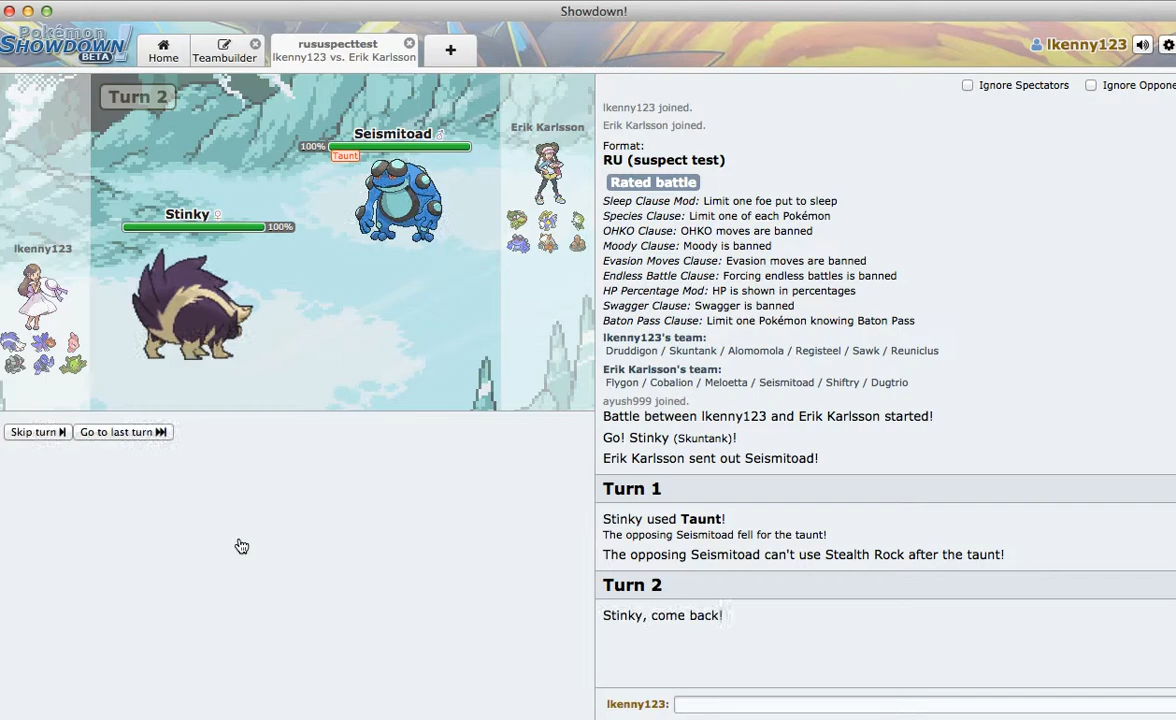 Showdown!
Pokémon
SHOWDOWN!
BETA
Home
Teambuilder
rususpecttest
lkenny123 vs. Erik Karlsson
+
lkenny123
Turn 2
Seismitoad ♂
100%
Taunt
Stinky ♀
100%
lkenny123
Erik Karlsson
Skip turn
Go to last turn
Ignore Spectators
Ignore Oppone
lkenny123 joined.
Erik Karlsson joined.
Format:
RU (suspect test)
Rated battle
Sleep Clause Mod: Limit one foe put to sleep
Species Clause: Limit one of each Pokémon
OHKO Clause: OHKO moves are banned
Moody Clause: Moody is banned
Evasion Moves Clause: Evasion moves are banned
Endless Battle Clause: Forcing endless battles is banned
HP Percentage Mod: HP is shown in percentages
Swagger Clause: Swagger is banned
Baton Pass Clause: Limit one Pokémon knowing Baton Pass
lkenny123's team:
Druddigon / Skuntank / Alomomola / Registeel / Sawk / Reuniclus
Erik Karlsson's team:
Flygon / Cobalion / Meloetta / Seismitoad / Shiftry / Dugtrio
ayush999 joined.
Battle between lkenny123 and Erik Karlsson started!
Go! Stinky (Skuntank)!
Erik Karlsson sent out Seismitoad!
Turn 1
Stinky used Taunt!
The opposing Seismitoad fell for the taunt!
The opposing Seismitoad can't use Stealth Rock after the taunt!
Turn 2
Stinky, come back!
lkenny123: